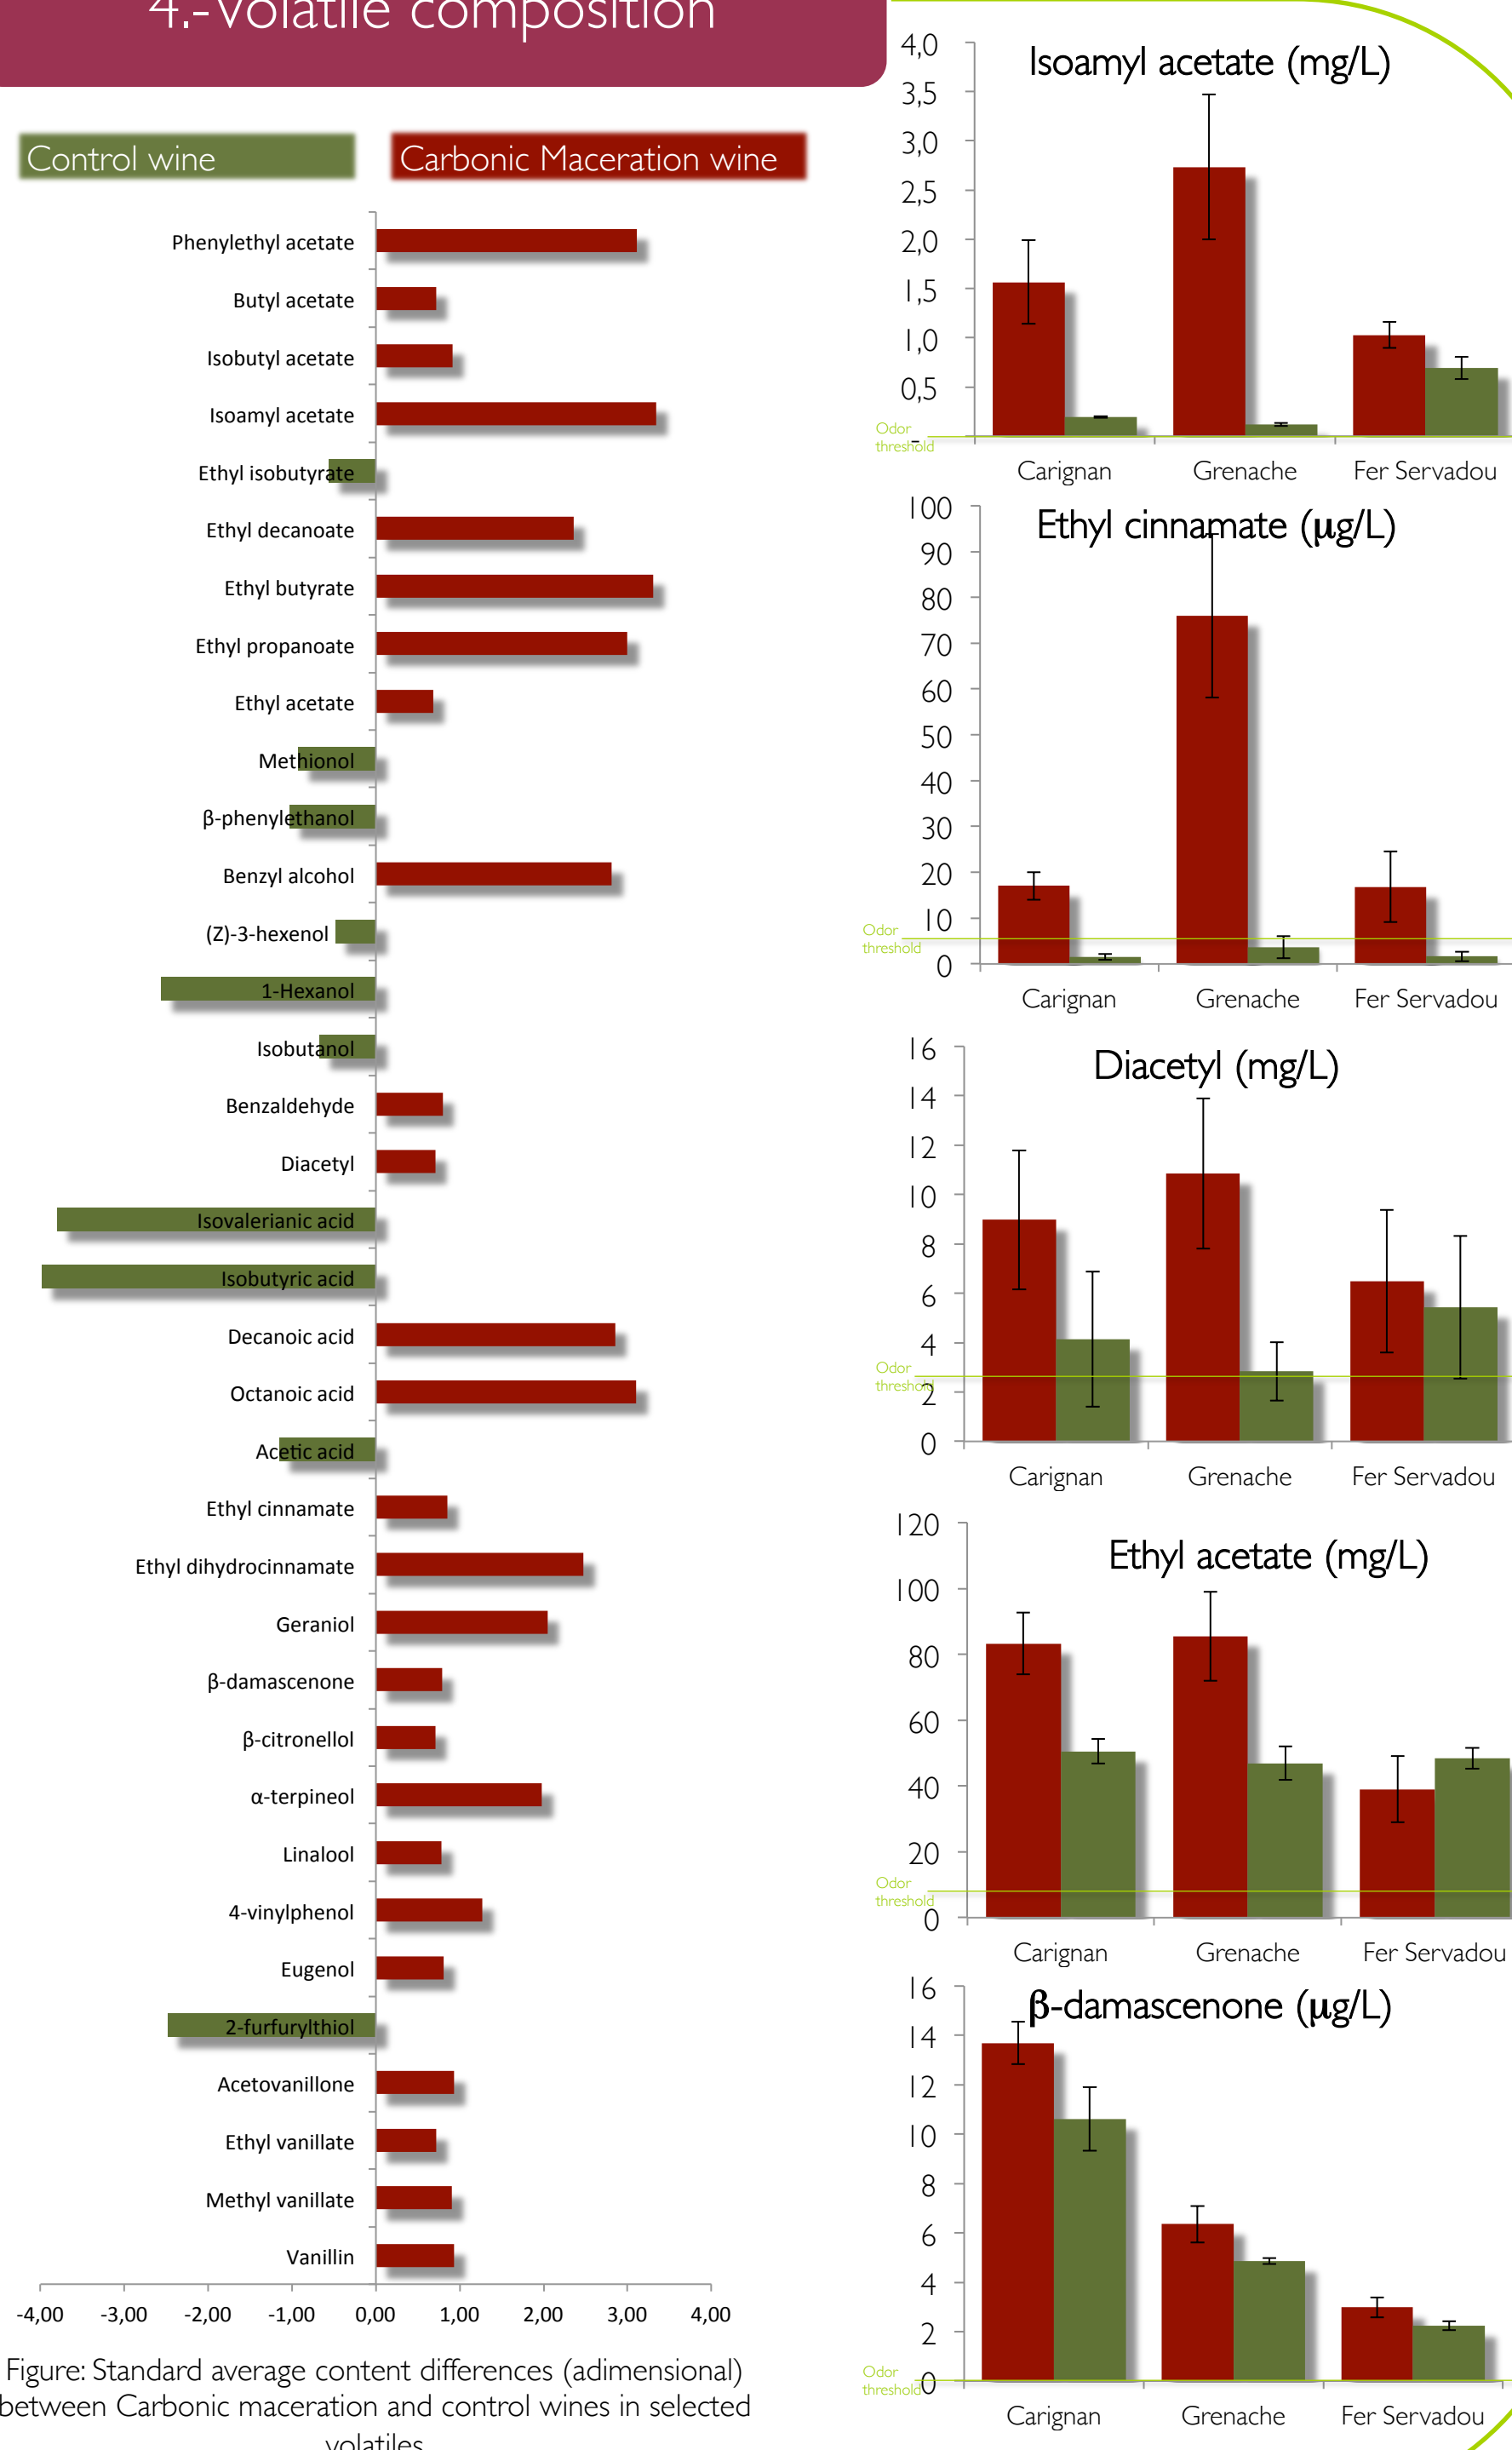 4.-Volatile composition
Control wine
Carbonic Maceration wine
Phenylethyl acetate
Butyl acetate
Isobutyl acetate
Isoamyl acetate
Ethyl isobutyrate
Ethyl decanoate
Ethyl butyrate
Ethyl propanoate
Ethyl acetate
Methionol
β-phenylethanol
Benzyl alcohol
(Z)-3-hexenol
1-Hexanol
Isobutanol
Benzaldehyde
Diacetyl
Isovalerianic acid
Isobutyric acid
Decanoic acid
Octanoic acid
Acetic acid
Ethyl cinnamate
Ethyl dihydrocinnamate
Geraniol
β-damascenone
β-citronellol
α-terpineol
Linalool
4-vinylphenol
Eugenol
2-furfurylthiol
Acetovanillone
Ethyl vanillate
Methyl vanillate
Vanillin
-4,00 -3,00 -2,00 -1,00 0,00 1,00 2,00 3,00 4,00
Figure: Standard average content differences (adimensional)
between Carbonic maceration and control wines in selected
volatiles
Isoamyl acetate (mg/L)
4,0
3,5
3,0
2,5
2,0
1,5
1,0
0,5
-
Odor
threshold
Carignan Grenache Fer Servadou
Ethyl cinnamate (μg/L)
100
90
80
70
60
50
40
30
20
10
0
Odor
threshold
Carignan Grenache Fer Servadou
Diacetyl (mg/L)
16
14
12
10
8
6
4
2
0
Odor
threshold
Carignan Grenache Fer Servadou
Ethyl acetate (mg/L)
120
100
80
60
40
20
0
Odor
threshold
Carignan Grenache Fer Servadou
β-damascenone (μg/L)
16
14
12
10
8
6
4
2
0
Odor
threshold
Carignan Grenache Fer Servadou